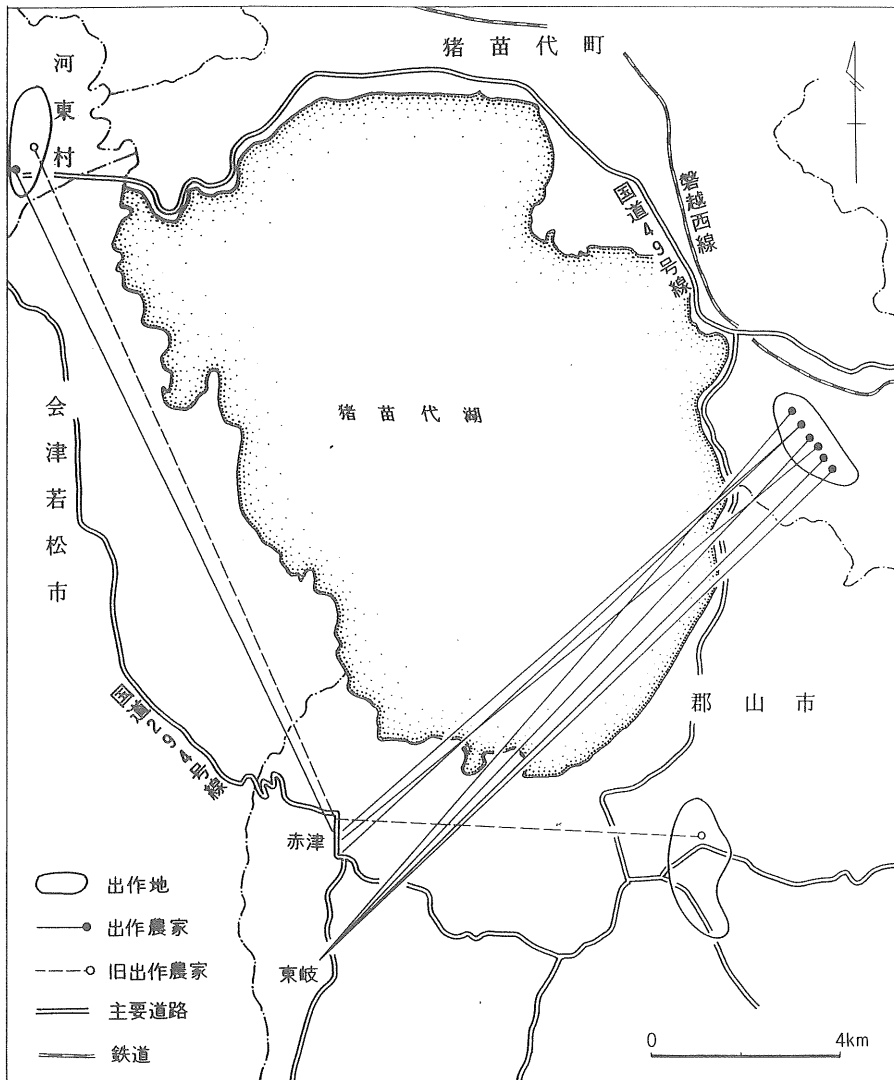 猪苗代町
河東村
磐越西線
国道49号線
猪苗代湖
会津若松市
郡山市
国道294号線
赤津
東岐
出作地
出作農家
旧出作農家
主要道路
鉄道
0 4km